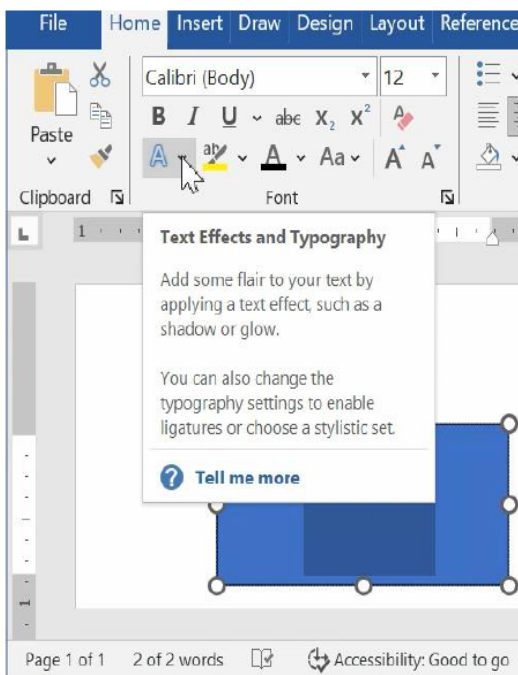 File Home Insert Draw Design Layout Reference
Calibri (Body) 12
B I U abc X₂ X² A
Paste
A ab A Aa A A
Clipboard Font
L 1
Text Effects and Typography
Add some flair to your text by
applying a text effect, such as a
shadow or glow.
You can also change the
typography settings to enable
ligatures or choose a stylistic set.
? Tell me more
1
Page 1 of 1 2 of 2 words Accessibility: Good to go